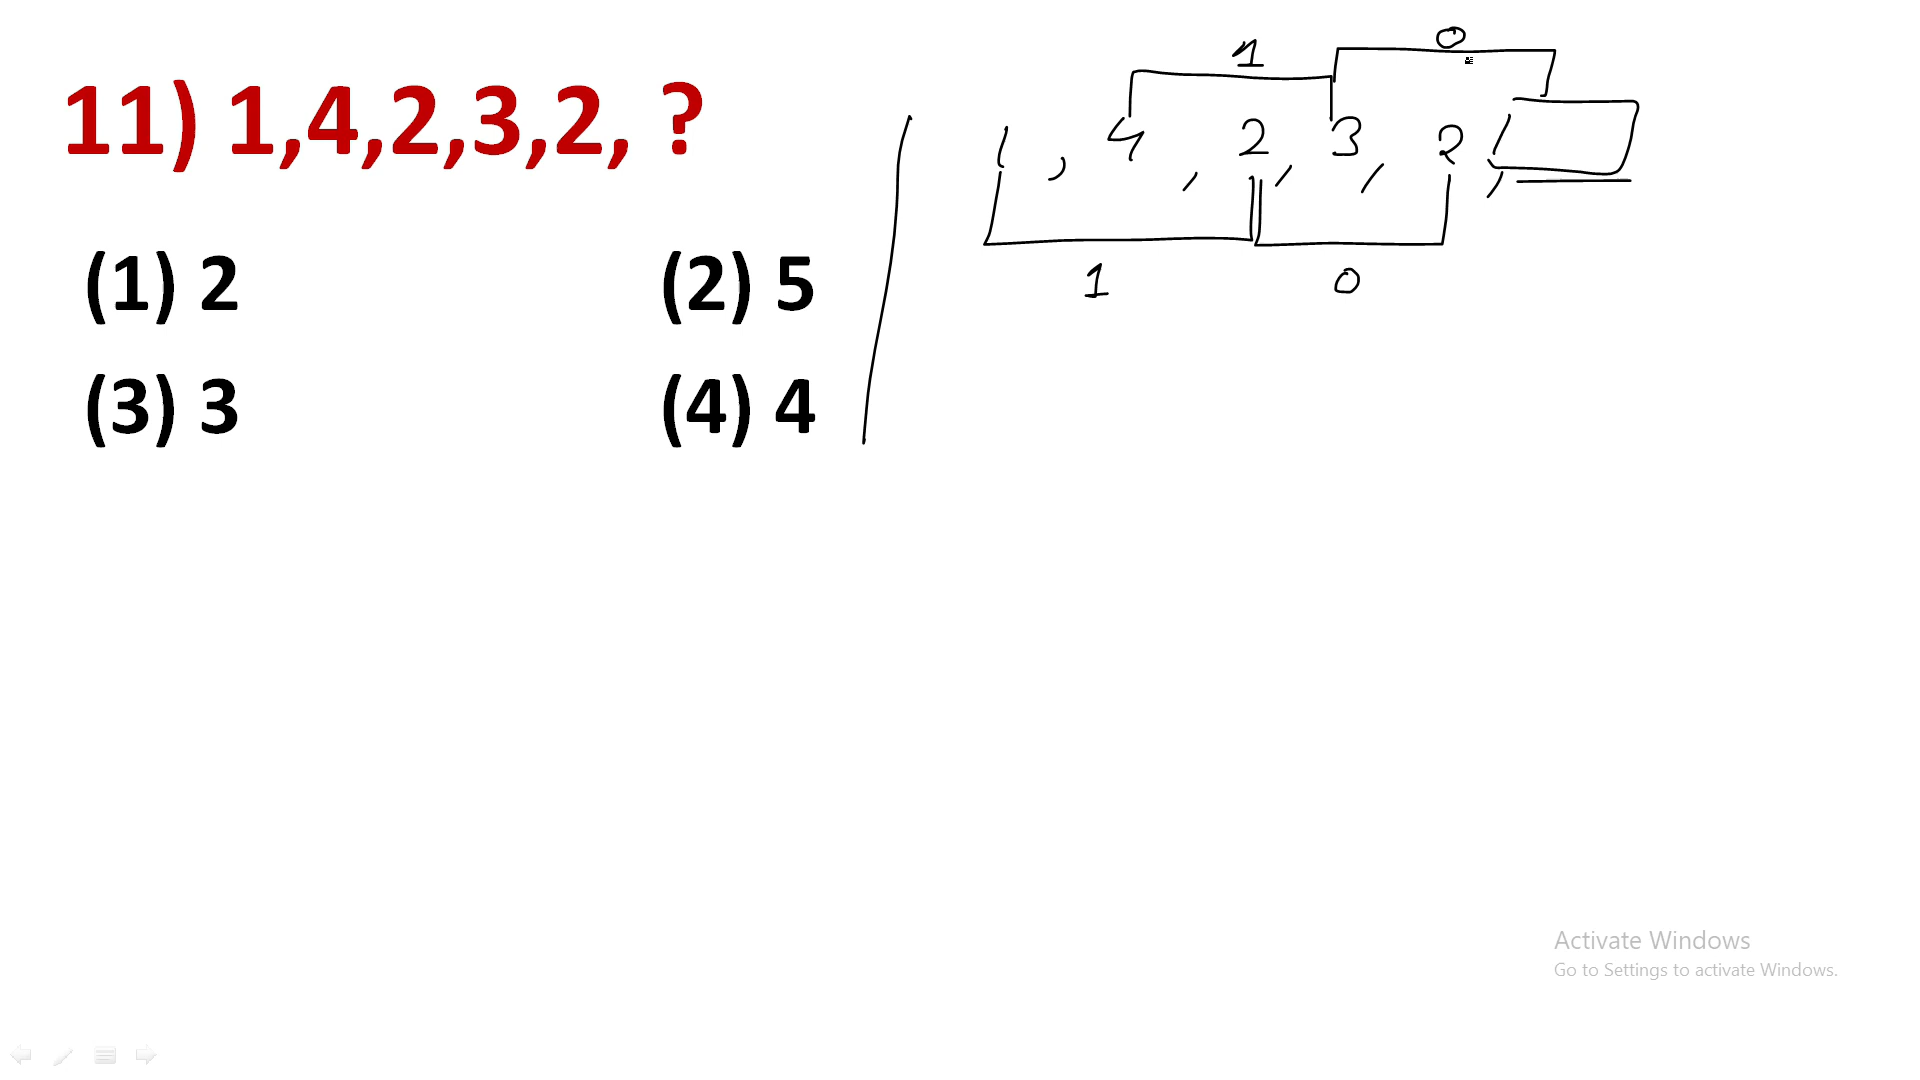 11) 1,4,2,3,2, ?
(1) 2 (2) 5
(3) 3 (4) 4
1 0
1 , 4 , 2 , 3 , 2 ,
1 0
Activate Windows
Go to Settings to activate Windows.